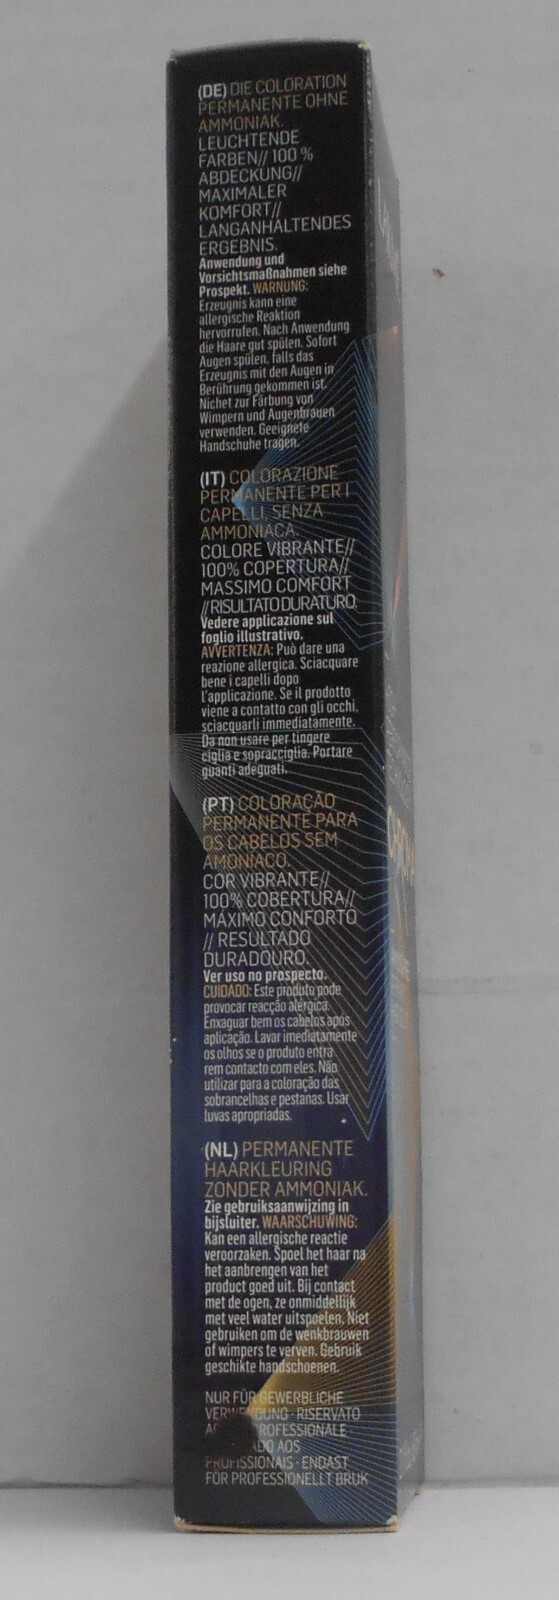 (DE) DIE COLORATION
PERMANENTE OHNE
AMMONIAK.
LEUCHTENDE
FARBEN// 100 %
ABDECKUNG//
MAXIMALER
KOMFORT//
LANGANHALTENDES
ERGEBNIS.
Anwendung und
Vorsichtsmaßnahmen siehe
Prospekt. WARNUNG:
Erzeugnis kann eine
allergische Reaktion
hervorrufen. Nach Anwendung
die Haare gut spülen. Sofort
Augen spülen, falls das
Erzeugnis mit den Augen in
Berührung gekommen ist.
Nichet zur Färbung von
Wimpern und Augenbrauen
verwenden. Geeignete
Handschuhe tragen.
(IT) COLORAZIONE
PERMANENTE PER I
CAPELLI, SENZA
AMMONIACA.
COLORE VIBRANTE//
100% COPERTURA//
MASSIMO COMFORT
//RISULTATO DURATURO.
Vedere applicazione sul
foglio illustrativo.
AVVERTENZA: Può dare una
reazione allergica. Sciacquare
bene i capelli dopo
l'applicazione. Se il prodotto
viene a contatto con gli occhi,
sciacquarli immediatamente.
Da non usare per tingere
ciglia e sopracciglia. Portare
guanti adeguati.
(PT) COLORAÇÃO
PERMANENTE PARA
OS CABELOS SEM
AMONIACO.
COR VIBRANTE//
100% COBERTURA//
MÁXIMO CONFORTO
// RESULTADO
DURADOURO.
Ver uso no prospecto.
CUIDADO: Este produto pode
provocar reacção alérgica.
Enxaguar bem os cabelos após
aplicação. Lavar imediatamente
os olhos se o produto entra
rem contacto com eles. Não
utilizar para a coloração das
sobrancelhas e pestanas. Usar
luvas apropriadas.
(NL) PERMANENTE
HAARKLEURING
ZONDER AMMONIAK.
Zie gebruiksaanwijzing in
bijsluiter. WAARSCHUWING:
Kan een allergische reactie
veroorzaken. Spoel het haar na
het aanbrengen van het
product goed uit. Bij contact
met de ogen, ze onmiddellijk
met veel water uitspoelen. Niet
gebruiken om de wenkbrauwen
of wimpers te verven. Gebruik
geschikte handschoenen.
NUR FÜR GEWERBLICHE
VERWENDUNG · RISERVATO
PROFESSIONALE ·
AOS
PROFISSIONAIS · ENDAST
FÖR PROFESSIONELLT BRUK